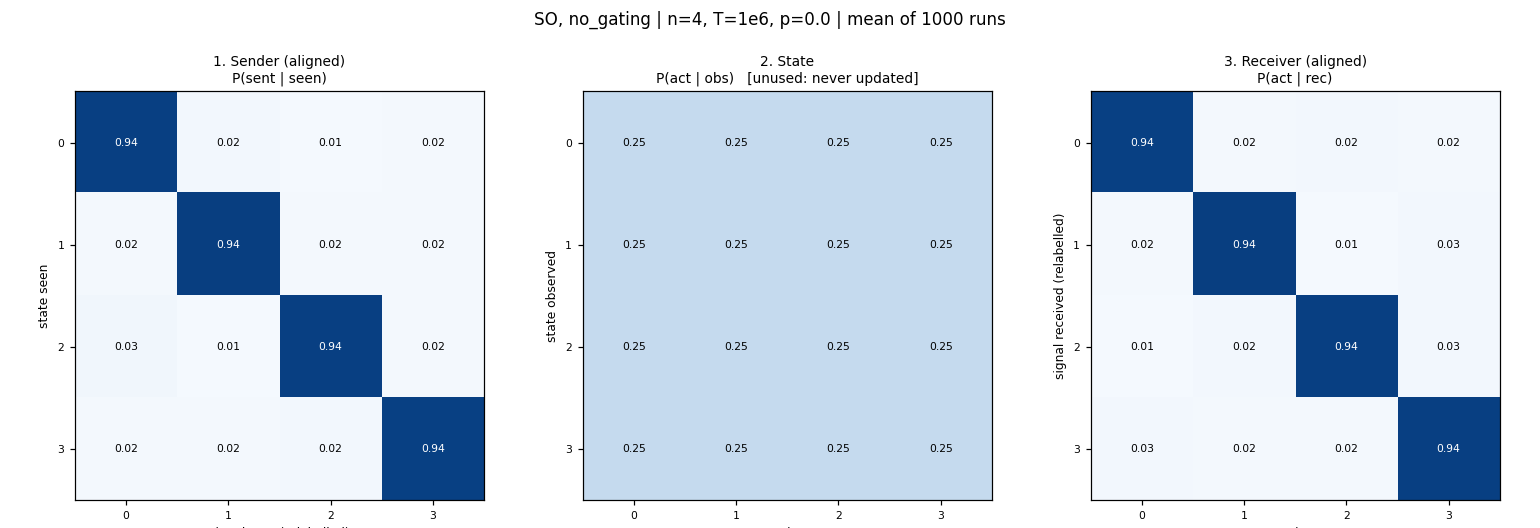 SO, no_gating | n=4, T=1e6, p=0.0 | mean of 1000 runs
1. Sender (aligned)
P(sent | seen)
state seen
0 0.94 0.02 0.01 0.02
1 0.02 0.94 0.02 0.02
2 0.03 0.01 0.94 0.02
3 0.02 0.02 0.02 0.94
0 1 2 3
2. State
P(act | obs) [unused: never updated]
state observed
0 0.25 0.25 0.25 0.25
1 0.25 0.25 0.25 0.25
2 0.25 0.25 0.25 0.25
3 0.25 0.25 0.25 0.25
0 1 2 3
3. Receiver (aligned)
P(act | rec)
signal received (relabelled)
0 0.94 0.02 0.02 0.02
1 0.02 0.94 0.01 0.03
2 0.01 0.02 0.94 0.03
3 0.03 0.02 0.02 0.94
0 1 2 3